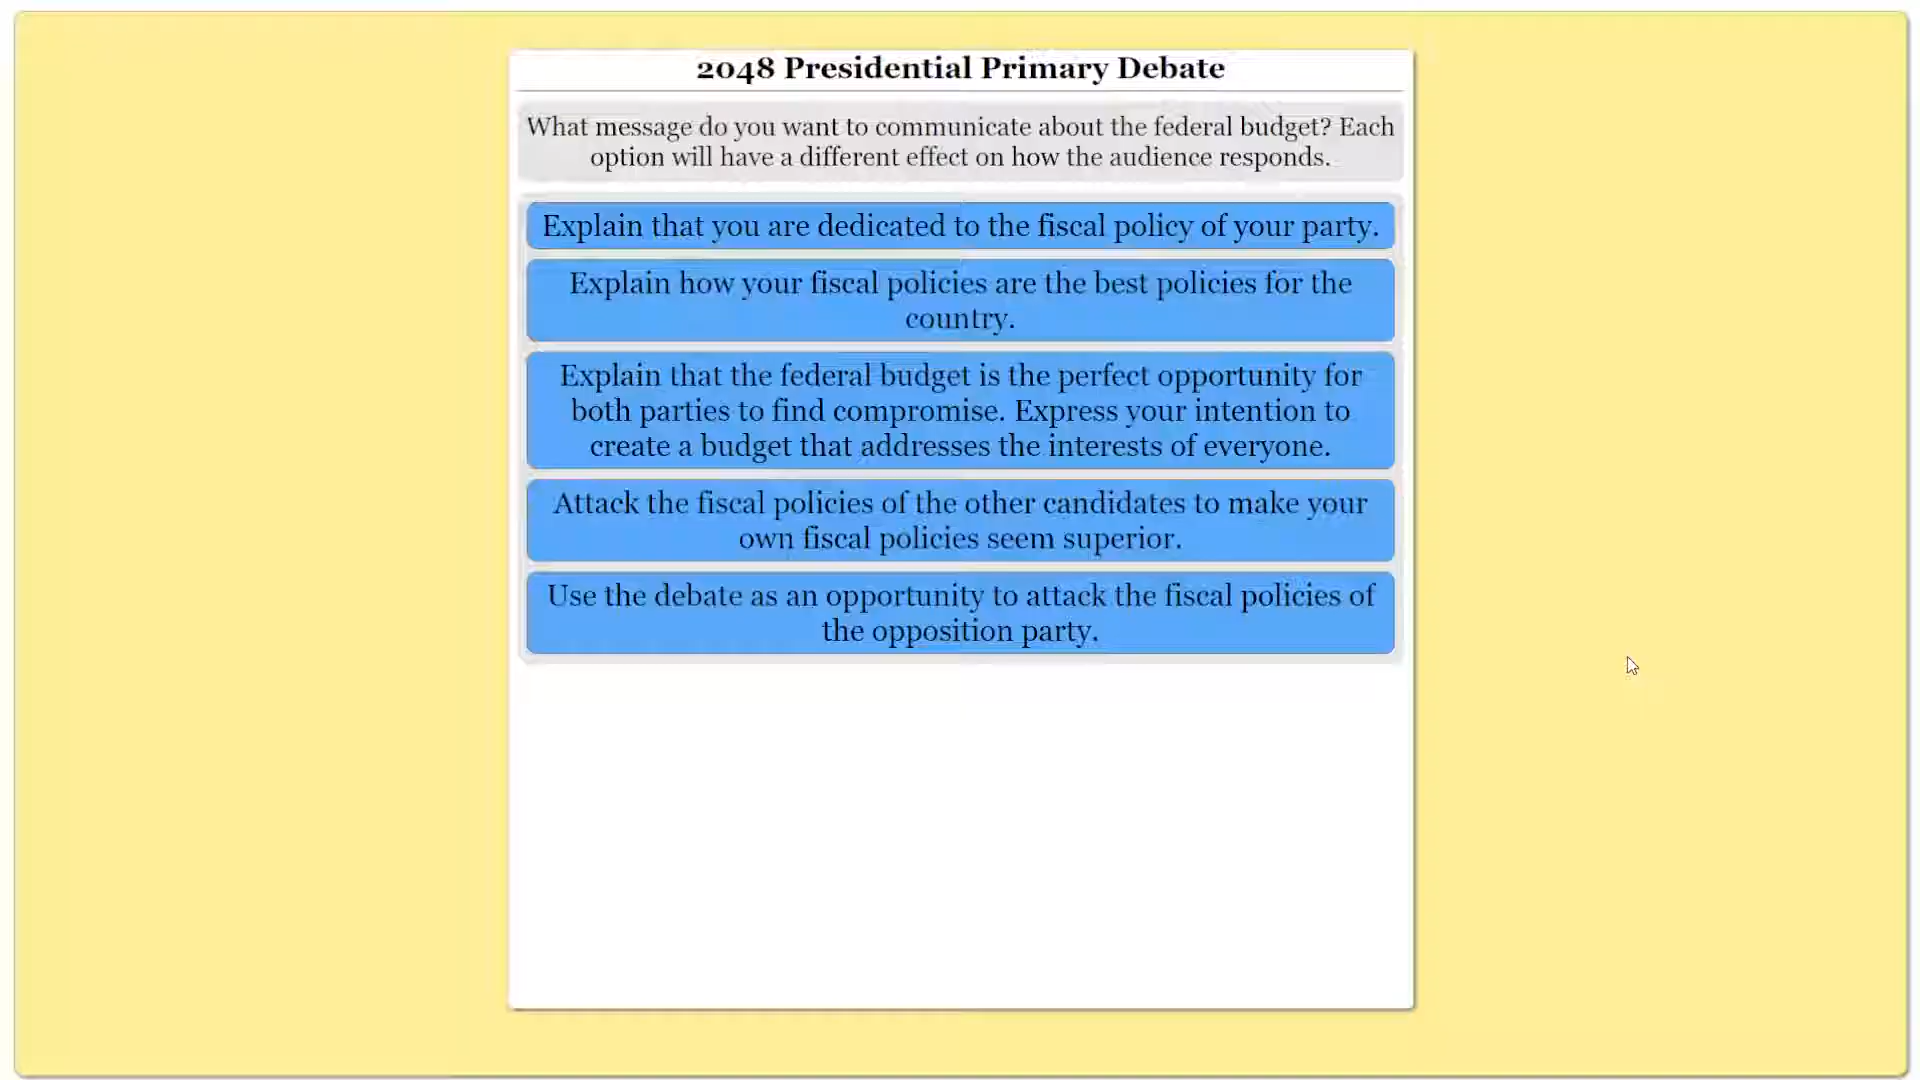 2048 Presidential Primary Debate
What message do you want to communicate about the federal budget? Each
option will have a different effect on how the audience responds.
Explain that you are dedicated to the fiscal policy of your party.
Explain how your fiscal policies are the best policies for the
country.
Explain that the federal budget is the perfect opportunity for
both parties to find compromise. Express your intention to
create a budget that addresses the interests of everyone.
Attack the fiscal policies of the other candidates to make your
own fiscal policies seem superior.
Use the debate as an opportunity to attack the fiscal policies of
the opposition party.